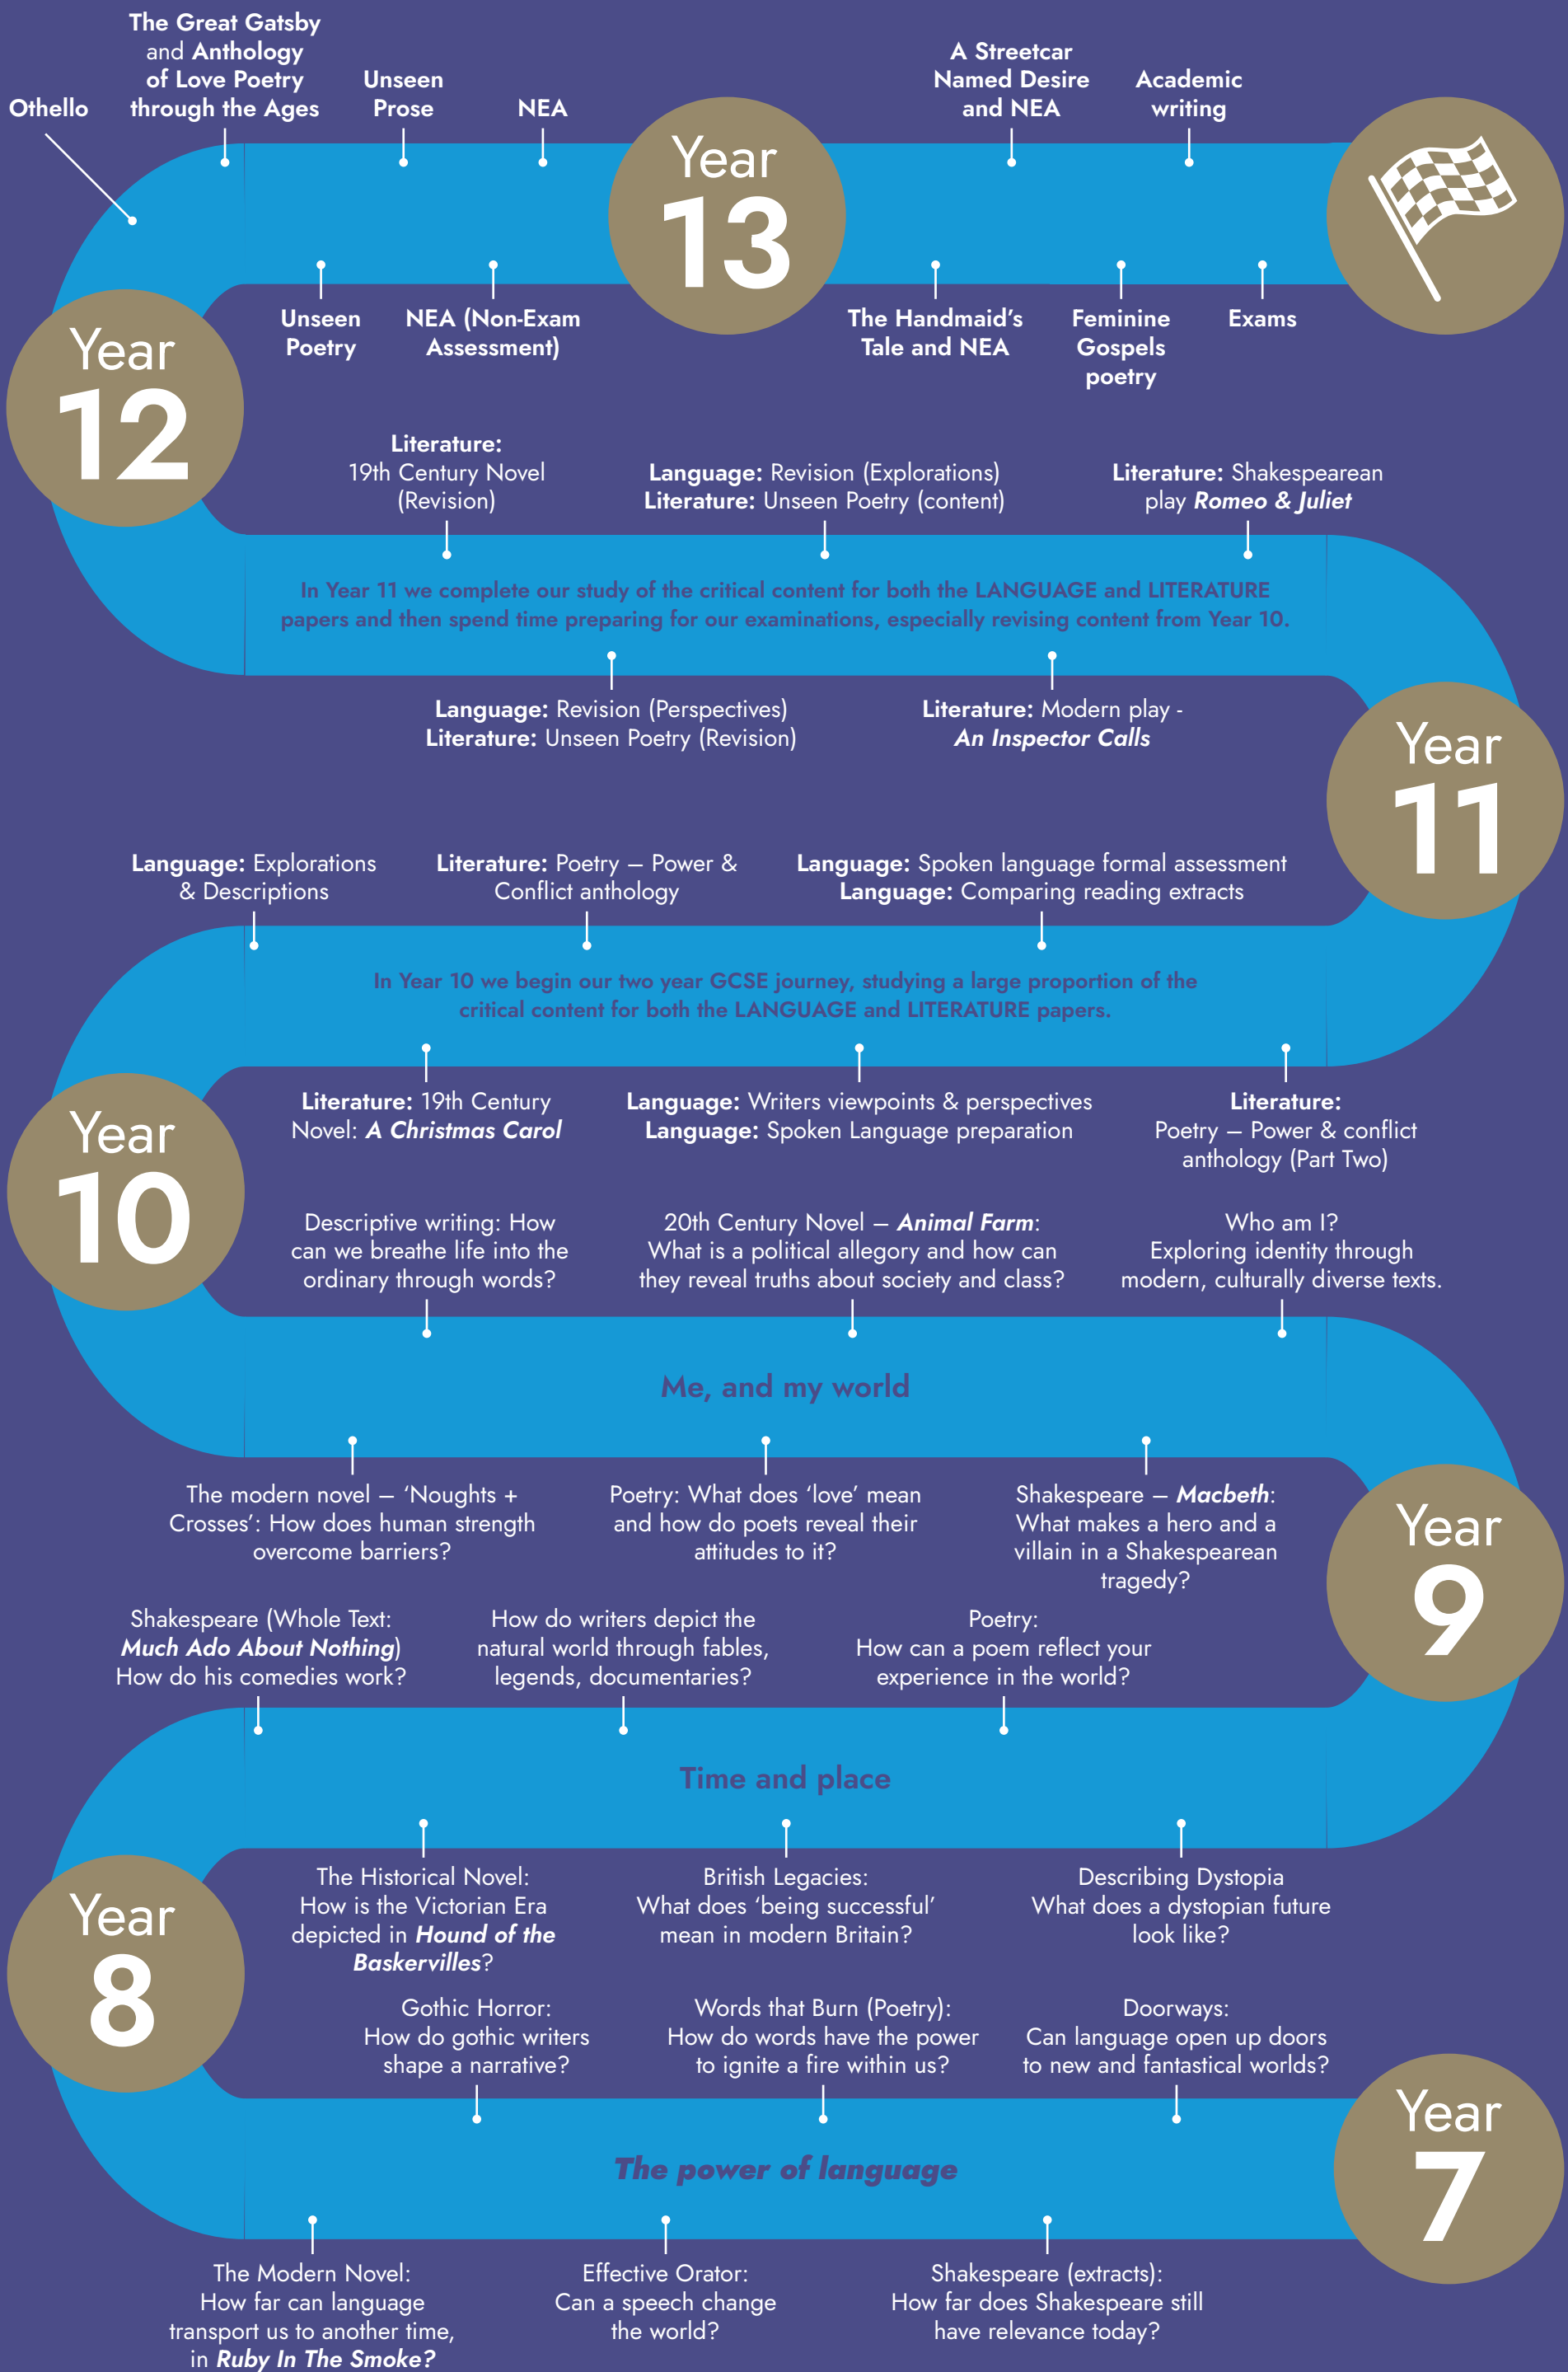 The Great Gatsby
and Anthology
of Love Poetry
through the Ages
Othello
Unseen
Prose
NEA
A Streetcar
Named Desire
and NEA
Academic
writing
Year
13
Unseen
Poetry
NEA (Non-Exam
Assessment)
The Handmaid’s
Tale and NEA
Feminine
Gospels
poetry
Exams
Year
12
Literature:
19th Century Novel
(Revision)
Language: Revision (Explorations)
Literature: Unseen Poetry (content)
Literature: Shakespearean
play Romeo & Juliet
In Year 11 we complete our study of the critical content for both the LANGUAGE and LITERATURE
papers and then spend time preparing for our examinations, especially revising content from Year 10.
Language: Revision (Perspectives)
Literature: Unseen Poetry (Revision)
Literature: Modern play -
An Inspector Calls
Year
11
Language: Explorations
& Descriptions
Literature: Poetry – Power &
Conflict anthology
Language: Spoken language formal assessment
Language: Comparing reading extracts
In Year 10 we begin our two year GCSE journey, studying a large proportion of the
critical content for both the LANGUAGE and LITERATURE papers.
Literature: 19th Century
Novel: A Christmas Carol
Language: Writers viewpoints & perspectives
Language: Spoken Language preparation
Literature:
Poetry – Power & conflict
anthology (Part Two)
Year
10
Descriptive writing: How
can we breathe life into the
ordinary through words?
20th Century Novel – Animal Farm:
What is a political allegory and how can
they reveal truths about society and class?
Who am I?
Exploring identity through
modern, culturally diverse texts.
Me, and my world
The modern novel – ‘Noughts +
Crosses’: How does human strength
overcome barriers?
Poetry: What does ‘love’ mean
and how do poets reveal their
attitudes to it?
Shakespeare – Macbeth:
What makes a hero and a
villain in a Shakespearean
tragedy?
Year
9
Shakespeare (Whole Text:
Much Ado About Nothing)
How do his comedies work?
How do writers depict the
natural world through fables,
legends, documentaries?
Poetry:
How can a poem reflect your
experience in the world?
Time and place
The Historical Novel:
How is the Victorian Era
depicted in Hound of the
Baskervilles?
British Legacies:
What does ‘being successful’
mean in modern Britain?
Describing Dystopia
What does a dystopian future
look like?
Year
8
Gothic Horror:
How do gothic writers
shape a narrative?
Words that Burn (Poetry):
How do words have the power
to ignite a fire within us?
Doorways:
Can language open up doors
to new and fantastical worlds?
Year
7
The power of language
The Modern Novel:
How far can language
transport us to another time,
in Ruby In The Smoke?
Effective Orator:
Can a speech change
the world?
Shakespeare (extracts):
How far does Shakespeare still
have relevance today?